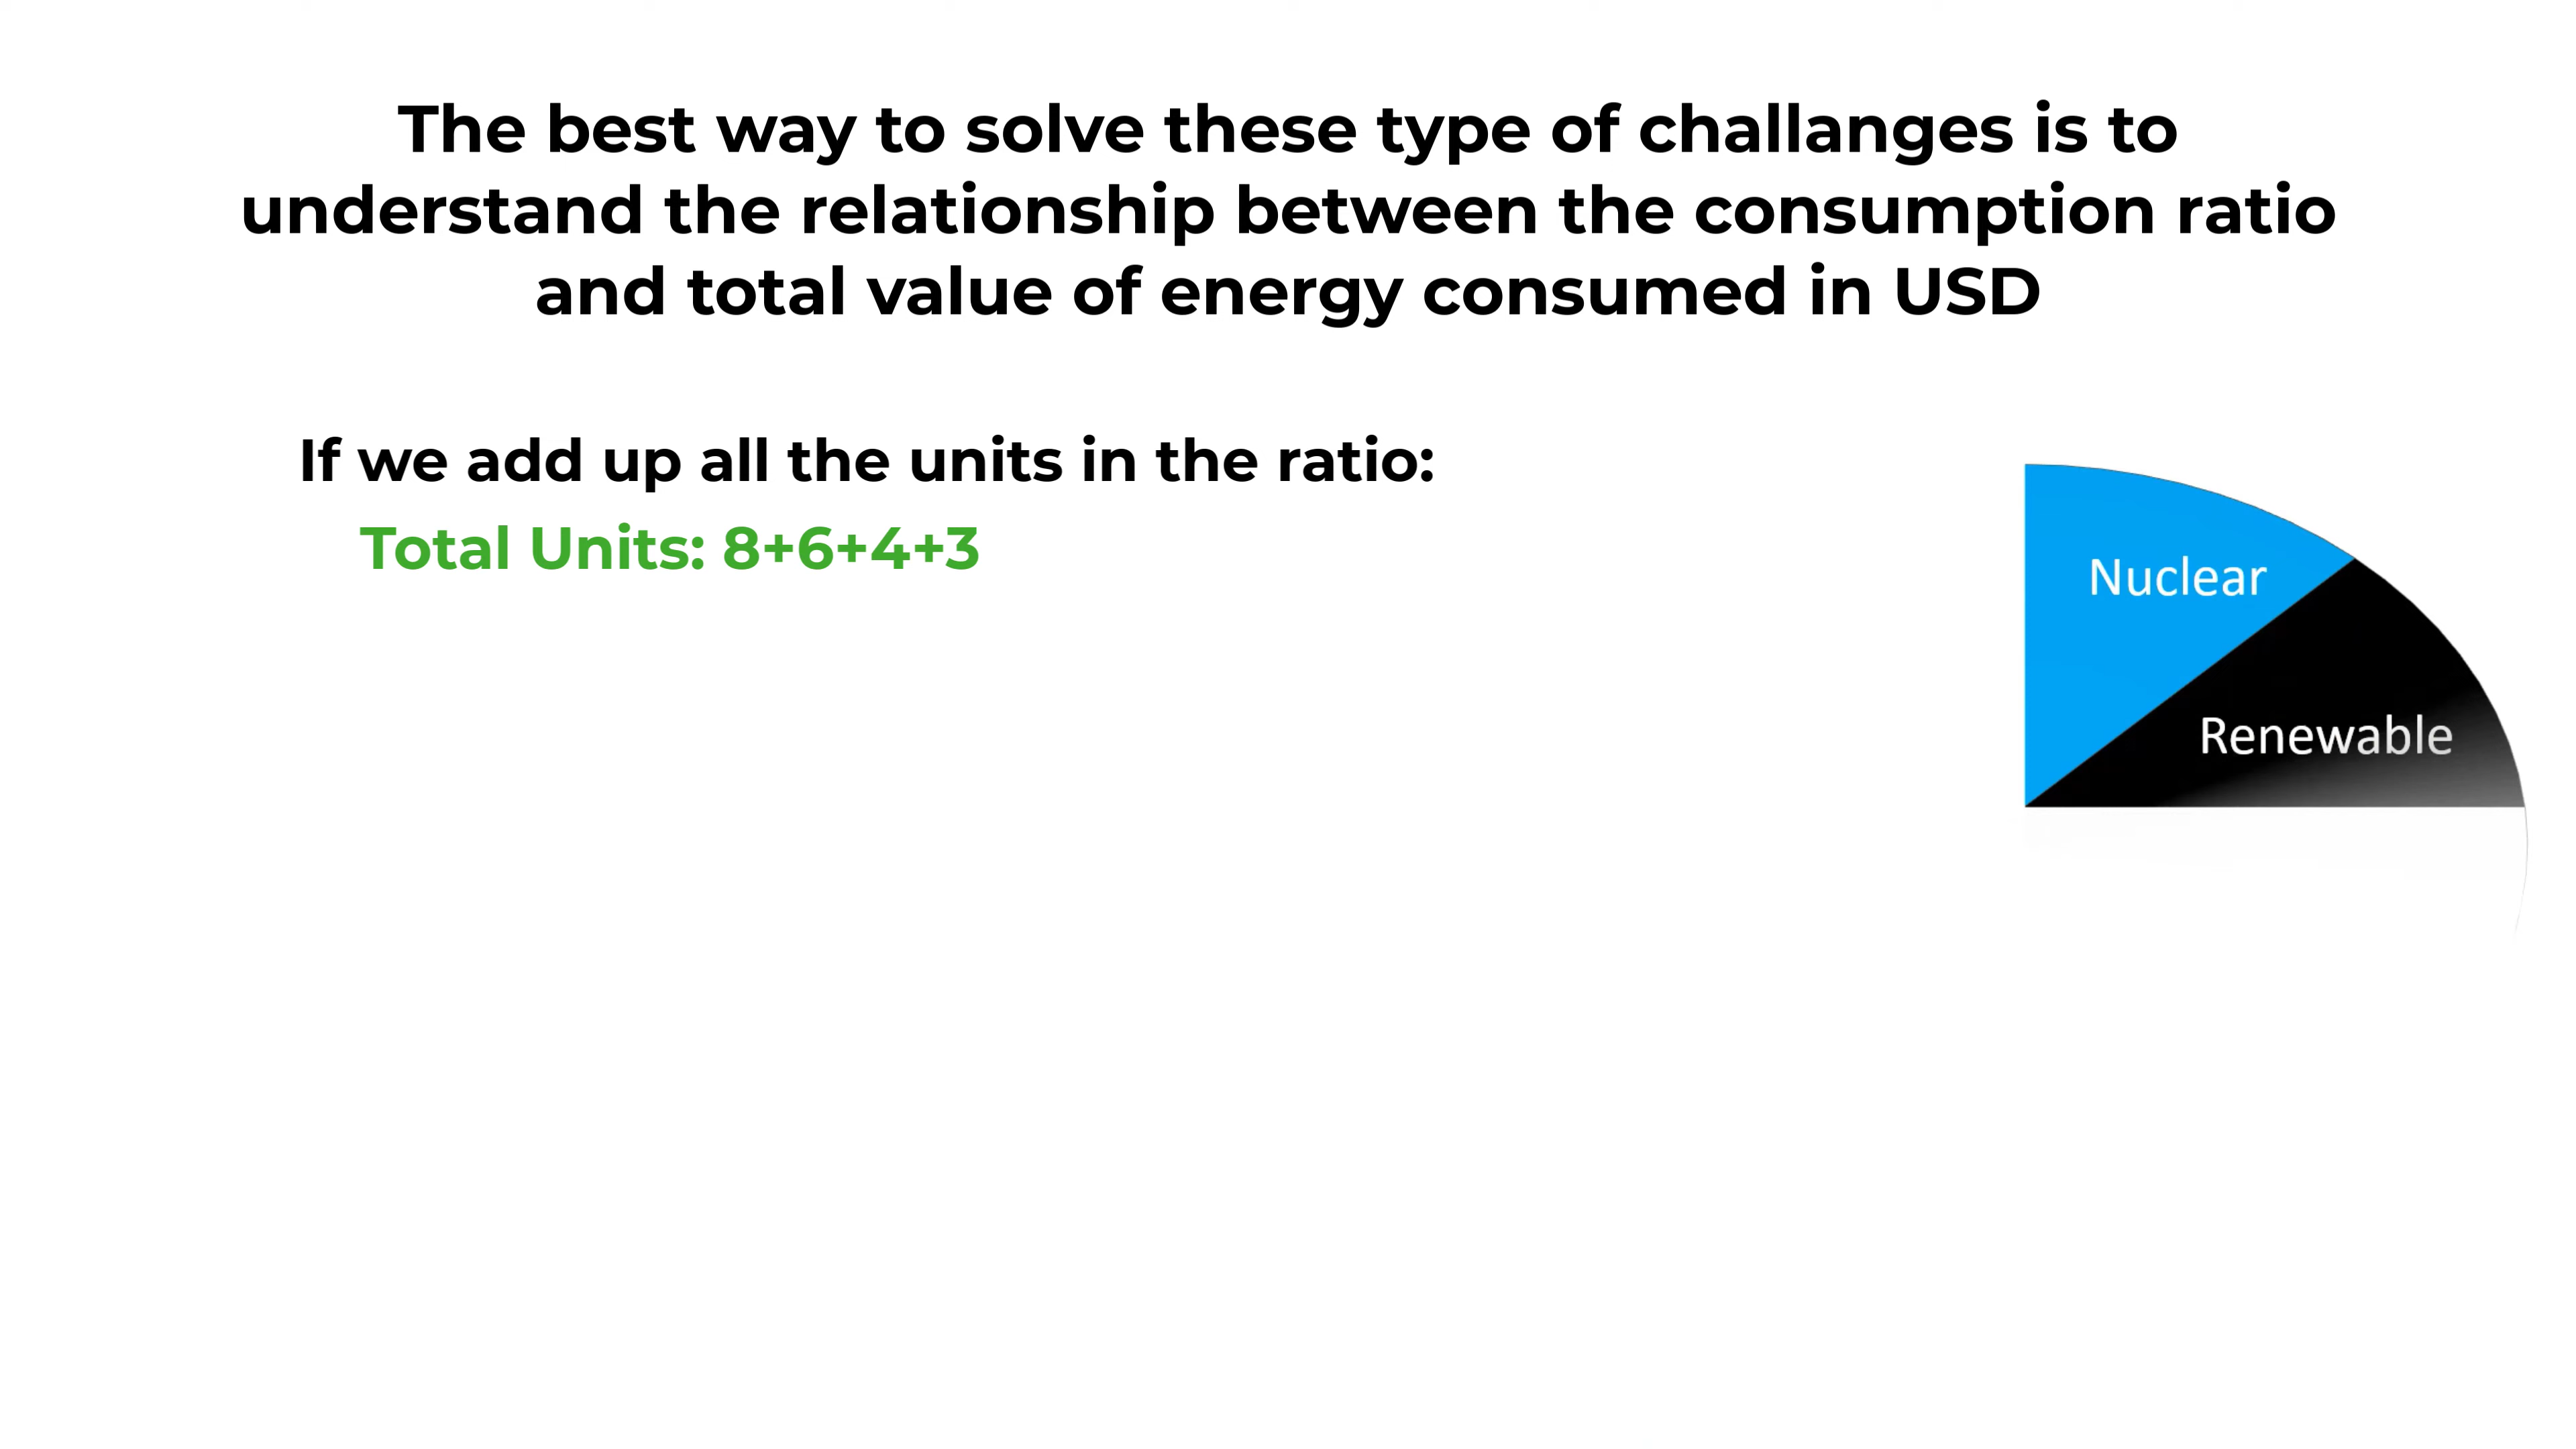 The best way to solve these type of challanges is to
understand the relationship between the consumption ratio
and total value of energy consumed in USD
If we add up all the units in the ratio:
Total Units: 8+6+4+3
Nuclear
Renewable